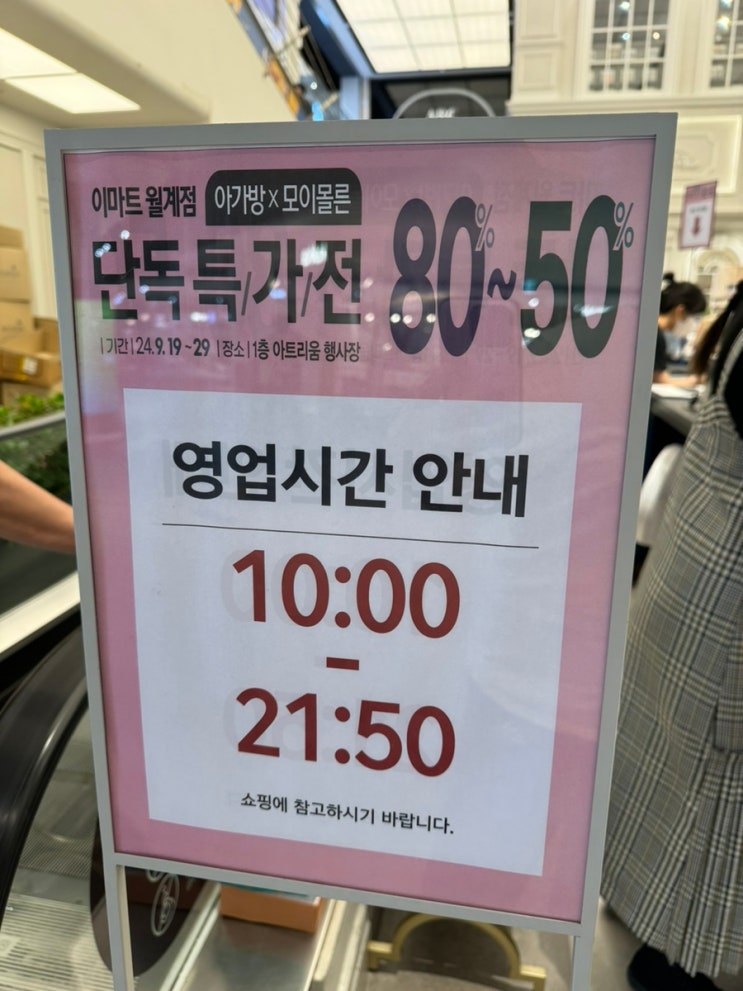 이마트 월계점 아가방 x 모이몰른
단독 특/가/전
80%~50%
| 기간 | 24.9.19 ~ 29 | 장소 | 1층 아트리움 행사장
영업시간 안내
10:00
–
21:50
쇼핑에 참고하시기 바랍니다.